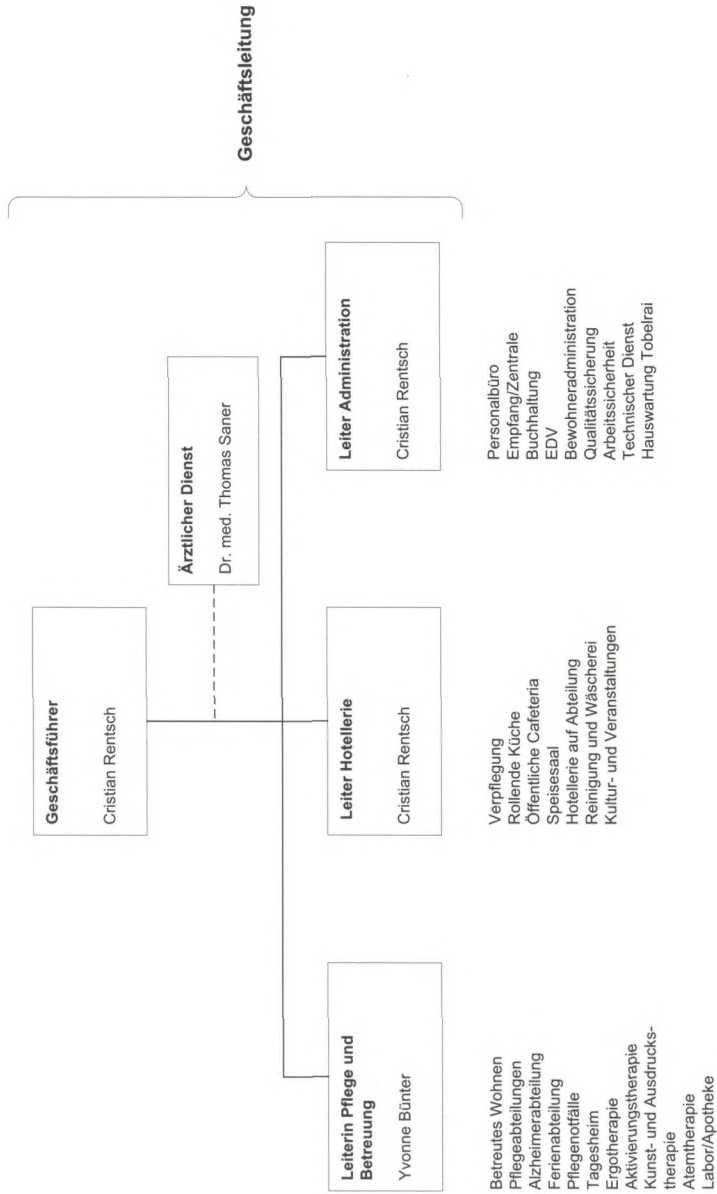 Geschäftsführer
Cristian Rentsch
Ärztlicher Dienst
Dr. med. Thomas Saner
Leiterin Pflege und
Betreuung
Yvonne Bünter
Leiter Hotellerie
Cristian Rentsch
Leiter Administration
Cristian Rentsch
Geschäftsleitung
Betreutes Wohnen
Pflegeabteilungen
Alzheimerabteilung
Ferienabteilung
Pflegenotfälle
Tagesheim
Ergotherapie
Aktivierungstherapie
Kunst- und Ausdrucks-
therapie
Atemtherapie
Labor/Apotheke
Verpflegung
Rollende Küche
Öffentliche Cafeteria
Speisesaal
Hotellerie auf Abteilung
Reinigung und Wäscherei
Kultur- und Veranstaltungen
Personalbüro
Empfang/Zentrale
Buchhaltung
EDV
Bewohneradministration
Qualitätssicherung
Arbeitssicherheit
Technischer Dienst
Hauswartung Tobelrai